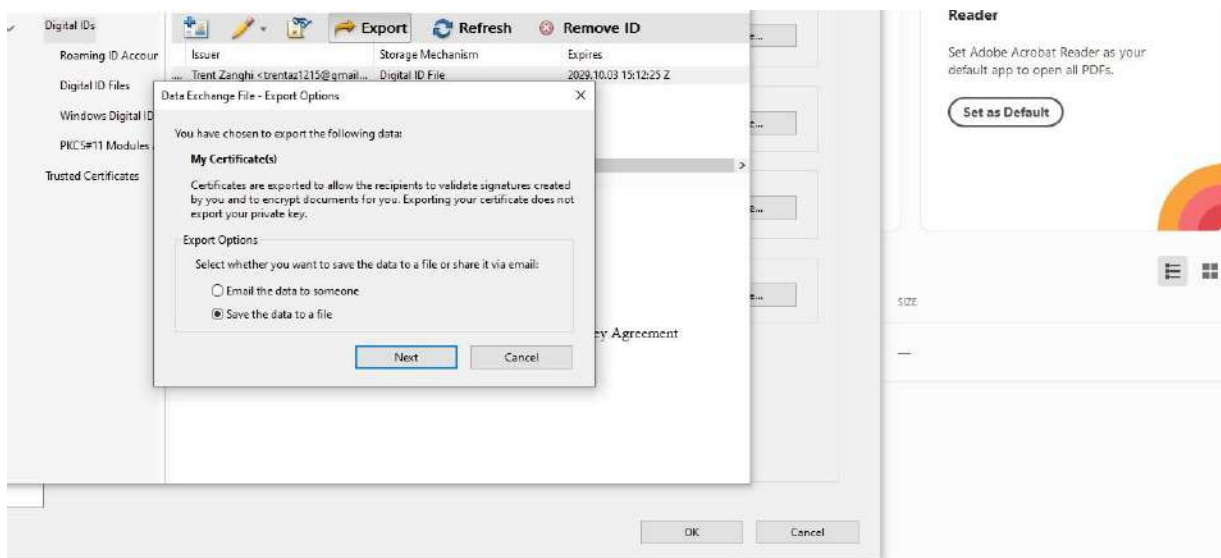 Digital IDs
Roaming ID Accour
Digital ID Files
Windows Digital ID
PKCS#11 Modules
Trusted Certificates
Export
Refresh
Remove ID
Issuer Storage Mechanism Expires
... Trent Zanghi <trentaz1215@gmail... Digital ID File 2029.10.03 15:12:25 Z
Data Exchange File - Export Options
You have chosen to export the following data:
My Certificate(s)
Certificates are exported to allow the recipients to validate signatures created
by you and to encrypt documents for you. Exporting your certificate does not
export your private key.
Export Options
Select whether you want to save the data to a file or share it via email:
Email the data to someone
Save the data to a file
Next Cancel
ey Agreement
OK Cancel
Reader
Set Adobe Acrobat Reader as your
default app to open all PDFs.
Set as Default
SIZE
—